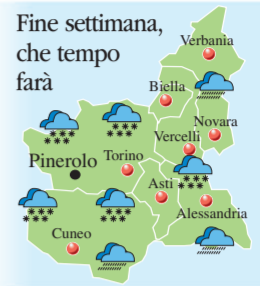 Fine settimana,
che tempo
farà
Verbania
Biella
Novara
Vercelli
Pinerolo
Torino
Asti
Alessandria
Cuneo